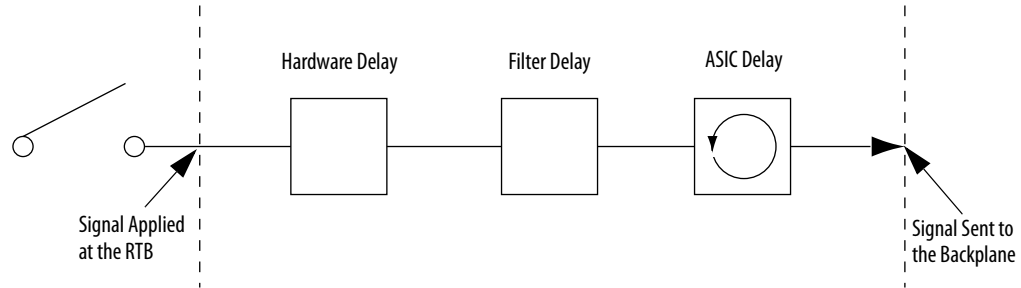 Hardware Delay
Filter Delay
ASIC Delay
Signal Applied
at the RTB
Signal Sent to
the Backplane